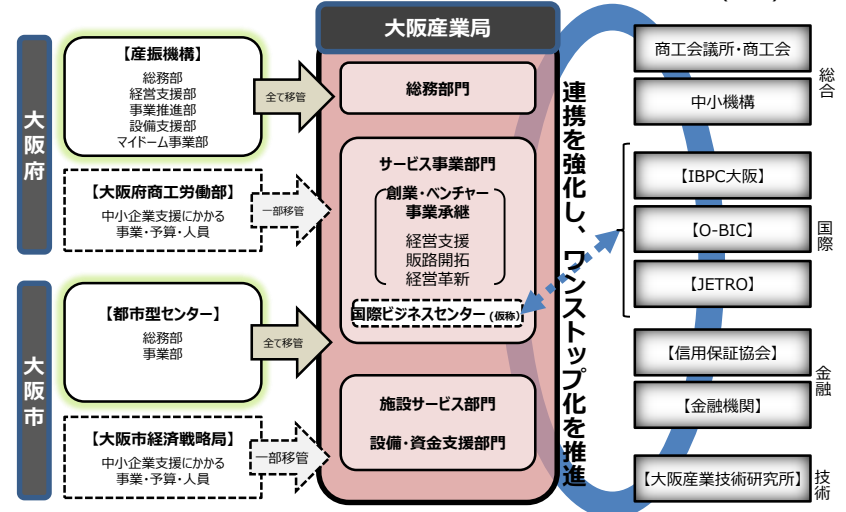 大阪府
【産振機構】
総務部
経営支援部
事業推進部
設備支援部
マイドーム事業部
全て移管
【大阪府商工労働部】
中小企業支援にかかる
事業・予算・人員
一部移管
大阪市
【都市型センター】
総務部
事業部
全て移管
【大阪市経済戦略局】
中小企業支援にかかる
事業・予算・人員
一部移管
大阪産業局
総務部門
サービス事業部門
創業・ベンチャー
事業承継
経営支援
販路開拓
経営革新
国際ビジネスセンター (仮称)
施設サービス部門
設備・資金支援部門
連携を強化し、ワンストップ化を推進
商工会議所・商工会
中小機構
総合
【IBPC大阪】
【O-BIC】
【JETRO】
国際
【信用保証協会】
【金融機関】
金融
【大阪産業技術研究所】
技術